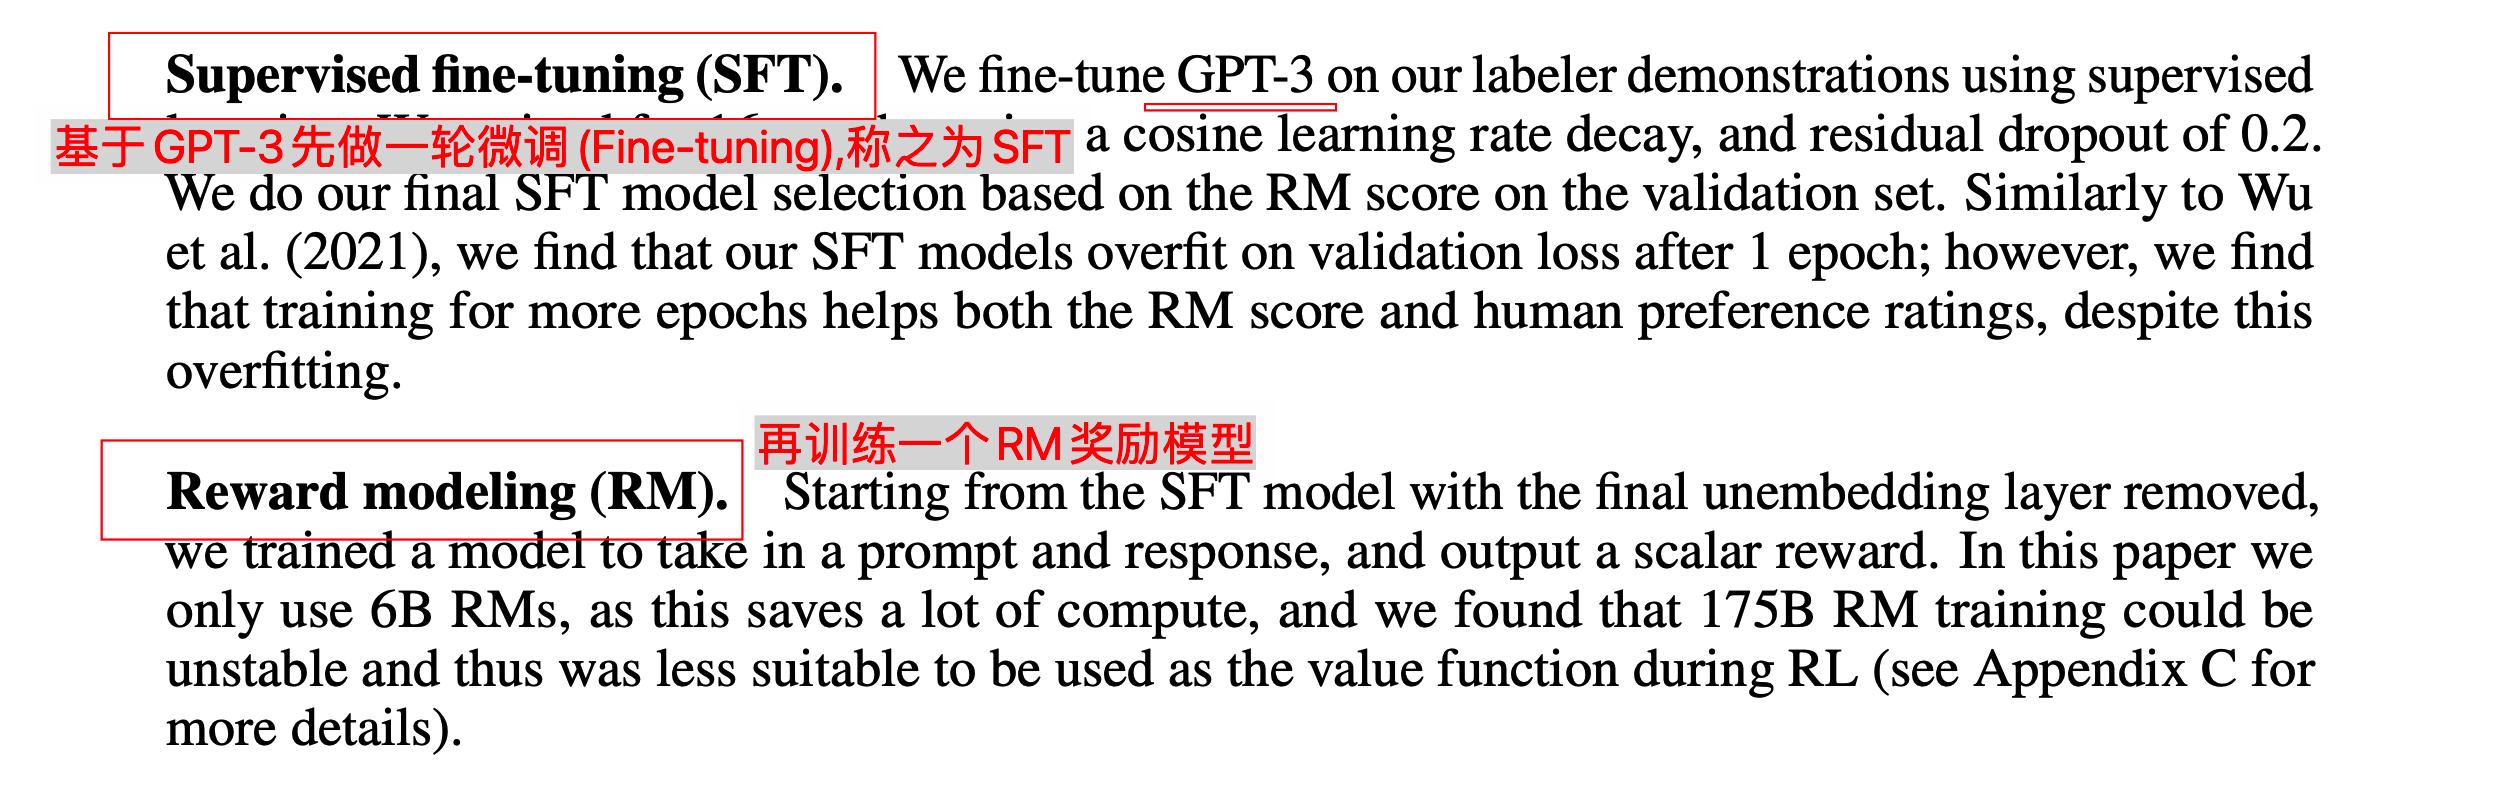 Supervised fine-tuning (SFT). We fine-tune GPT-3 on our labeler demonstrations using supervised
基于 GPT-3 先做一轮微调 (Fine-tuning), 称之为 SFT a cosine learning rate decay, and residual dropout of 0.2.
We do our final SFT model selection based on the RM score on the validation set. Similarly to Wu
et al. (2021), we find that our SFT models overfit on validation loss after 1 epoch; however, we find
that training for more epochs helps both the RM score and human preference ratings, despite this
overfitting.
再训练一个 RM 奖励模型
Reward modeling (RM). Starting from the SFT model with the final unembedding layer removed,
we trained a model to take in a prompt and response, and output a scalar reward. In this paper we
only use 6B RMs, as this saves a lot of compute, and we found that 175B RM training could be
unstable and thus was less suitable to be used as the value function during RL (see Appendix C for
more details).